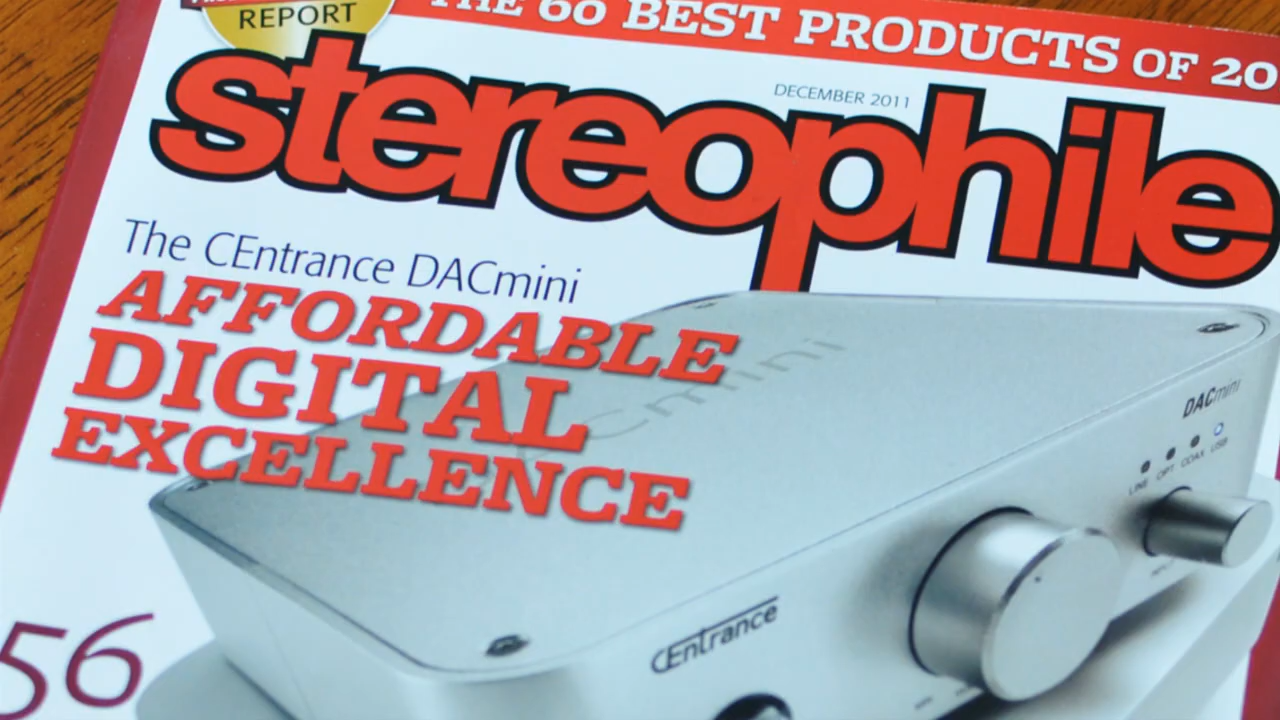 REPORT
THE 60 BEST PRODUCTS OF 20
DECEMBER 2011
stereophile
The CEntrance DACmini
AFFORDABLE
DIGITAL
EXCELLENCE
Cmini
DACmini
LINE OPT COAX USB
CEntrance
56